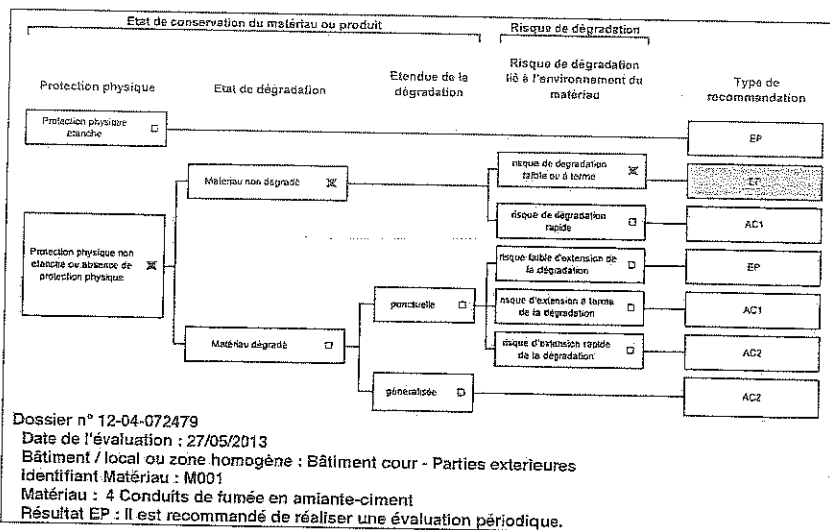 Etat de conservation du matériau ou produit
Risque de dégradation
Protection physique
Etat de dégradation
Etendue de la
dégradation
Risque de dégradation
lié à l'environnement du
matériau
Type de
recommandation
Protection physique
étanche
EP
Matériau non dégradé
risque de dégradation
faible ou à terme
EP
risque de dégradation
rapide
AC1
Protection physique non
étanche ou absence de
protection physique
risque faible d'extension de
la dégradation
EP
ponctuelle
risque d'extension à terme
de la dégradation
AC1
Matériau dégradé
risque d'extension rapide
de la dégradation
AC2
généralisée
AC2
Dossier n° 12-04-072479
Date de l'évaluation : 27/05/2013
Bâtiment / local ou zone homogène : Bâtiment cour - Parties exterieures
Identifiant Matériau : M001
Matériau : 4 Conduits de fumée en amiante-ciment
Résultat EP : Il est recommandé de réaliser une évaluation périodique.